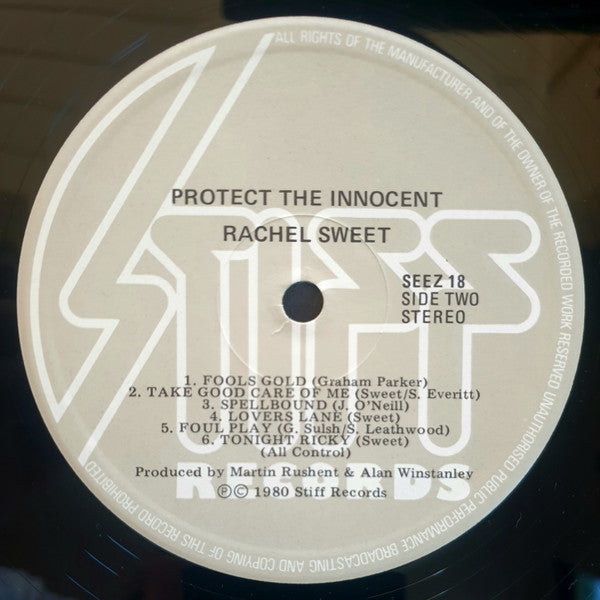 ALL RIGHTS OF THE MANUFACTURER AND OF THE OWNER OF THE RECORDED WORK RESERVED UNAUTHORISED PUBLIC PERFORMANCE BROADCASTING AND COPYING OF THIS RECORD PROHIBITED
PROTECT THE INNOCENT
RACHEL SWEET
STIFF
SEEZ 18
SIDE TWO
STEREO
1. FOOLS GOLD (Graham Parker)
2. TAKE GOOD CARE OF ME (Sweet/S. Everitt)
3. SPELLBOUND (J. O'Neill)
4. LOVERS LANE (Sweet)
5. FOUL PLAY (G. Sulsh/S. Leathwood)
6. TONIGHT RICKY (Sweet)
(All Control)
Produced by Martin Rushent & Alan Winstanley
RECORDS
Ⓟ© 1980 Stiff Records